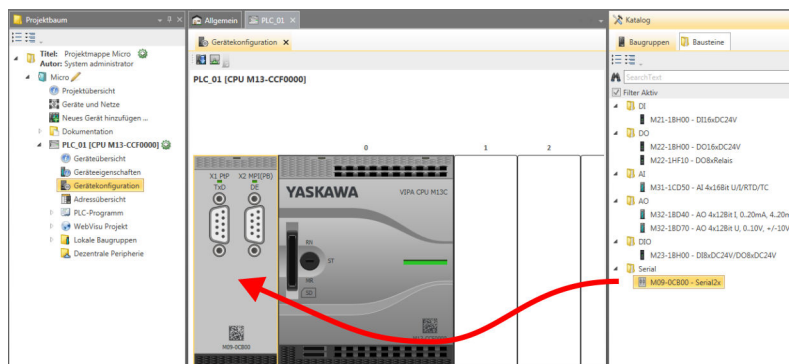 Projektbaum
Titel: Projektmappe Micro
Autor: System administrator
Micro
Projektübersicht
Geräte und Netze
Neues Gerät hinzufügen ...
Dokumentation
PLC_01 [CPU M13-CCF0000]
Geräteübersicht
Geräteeigenschaften
Gerätekonfiguration
Adressübersicht
PLC-Programm
WebVisu Projekt
Lokale Baugruppen
Dezentrale Peripherie
Allgemein
PLC_01
Gerätekonfiguration
PLC_01 [CPU M13-CCF0000]
0 1 2
X1 PtP X2 MPI(PB)
TxD DE
YASKAWA
VIPA CPU M13C
RN
ST
MR
SD
M09-0CB00
Katalog
Baugruppen
Bausteine
SearchText
Filter Aktiv
DI
M21-1BH00 - DI16xDC24V
DO
M22-1BH00 - DO16xDC24V
M22-1HF10 - DO8xRelais
AI
M31-1CD50 - AI 4x16Bit U/I/RTD/TC
AO
M32-1BD40 - AO 4x12Bit I, 0..20mA, 4..20m
M32-1BD70 - AO 4x12Bit U, 0..10V, +/-10V
DIO
M23-1BH00 - DI8xDC24V/DO8xDC24V
Serial
M09-0CB00 - Serial2x